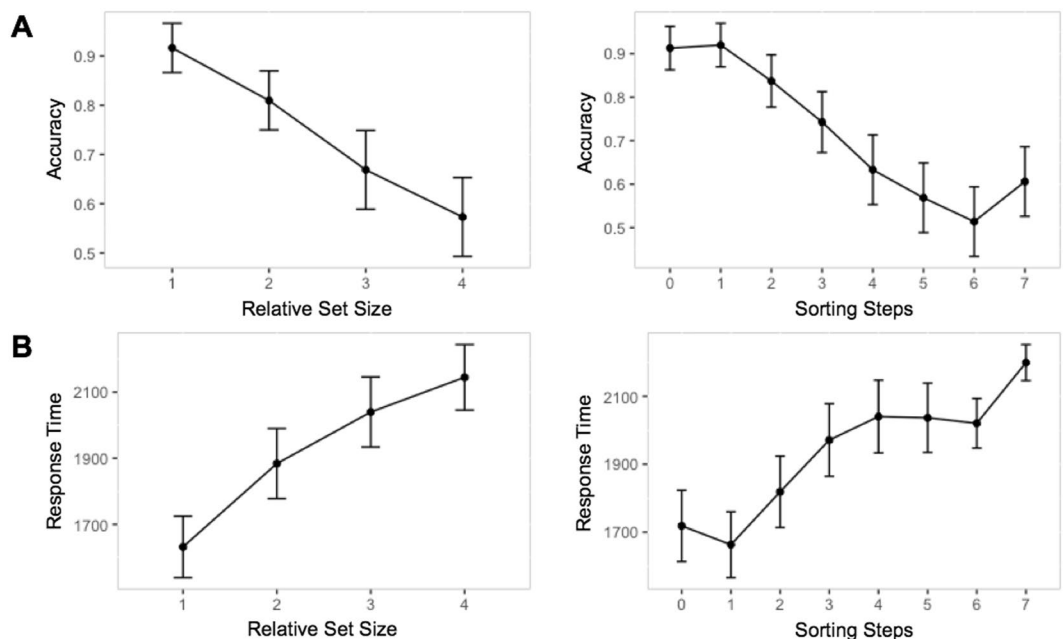 A
Accuracy
0.9
0.8
0.7
0.6
0.5
1 2 3 4
Relative Set Size
Accuracy
0.9
0.8
0.7
0.6
0.5
0 1 2 3 4 5 6 7
Sorting Steps
B
Response Time
2100
1900
1700
1 2 3 4
Relative Set Size
Response Time
2100
1900
1700
0 1 2 3 4 5 6 7
Sorting Steps